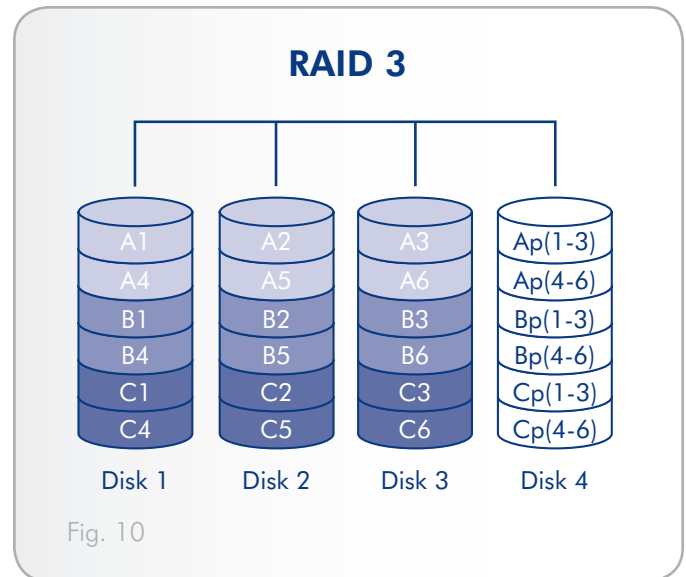 RAID 3
A1 A2 A3 Ap(1-3)
A4 A5 A6 Ap(4-6)
B1 B2 B3 Bp(1-3)
B4 B5 B6 Bp(4-6)
C1 C2 C3 Cp(1-3)
C4 C5 C6 Cp(4-6)
Disk 1 Disk 2 Disk 3 Disk 4
Fig. 10